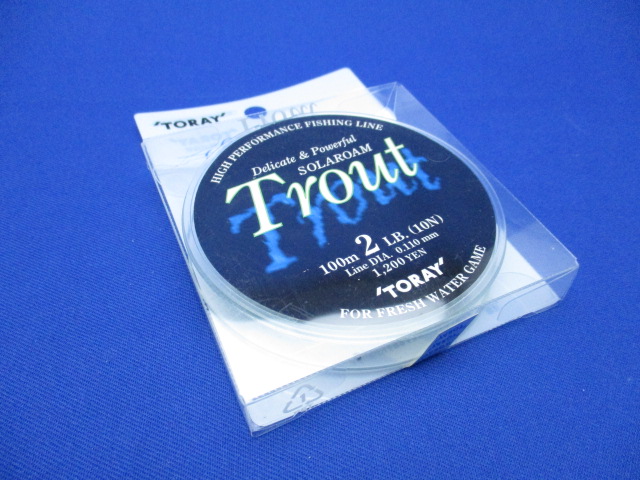 'TORAY'
HIGH PERFORMANCE FISHING LINE
Delicate & Powerful
SOLAROAM
Trout
100m 2 LB. (10N)
Line DIA. 0.110 mm
1,200 YEN
'TORAY'
FOR FRESH WATER GAME